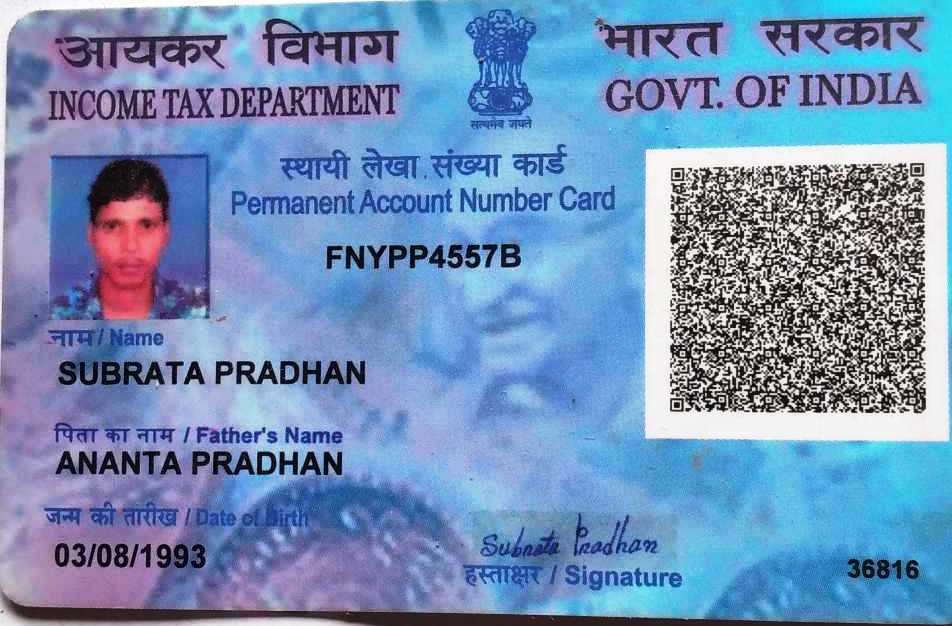 आयकर विभाग
INCOME TAX DEPARTMENT
सत्यमेव जयते
भारत सरकार
GOVT. OF INDIA
स्थायी लेखा संख्या कार्ड
Permanent Account Number Card
FNYPP4557B
नाम / Name
SUBRATA PRADHAN
पिता का नाम / Father's Name
ANANTA PRADHAN
जन्म की तारीख / Date of Birth
03/08/1993
Subrata Pradhan
हस्ताक्षर / Signature
36816